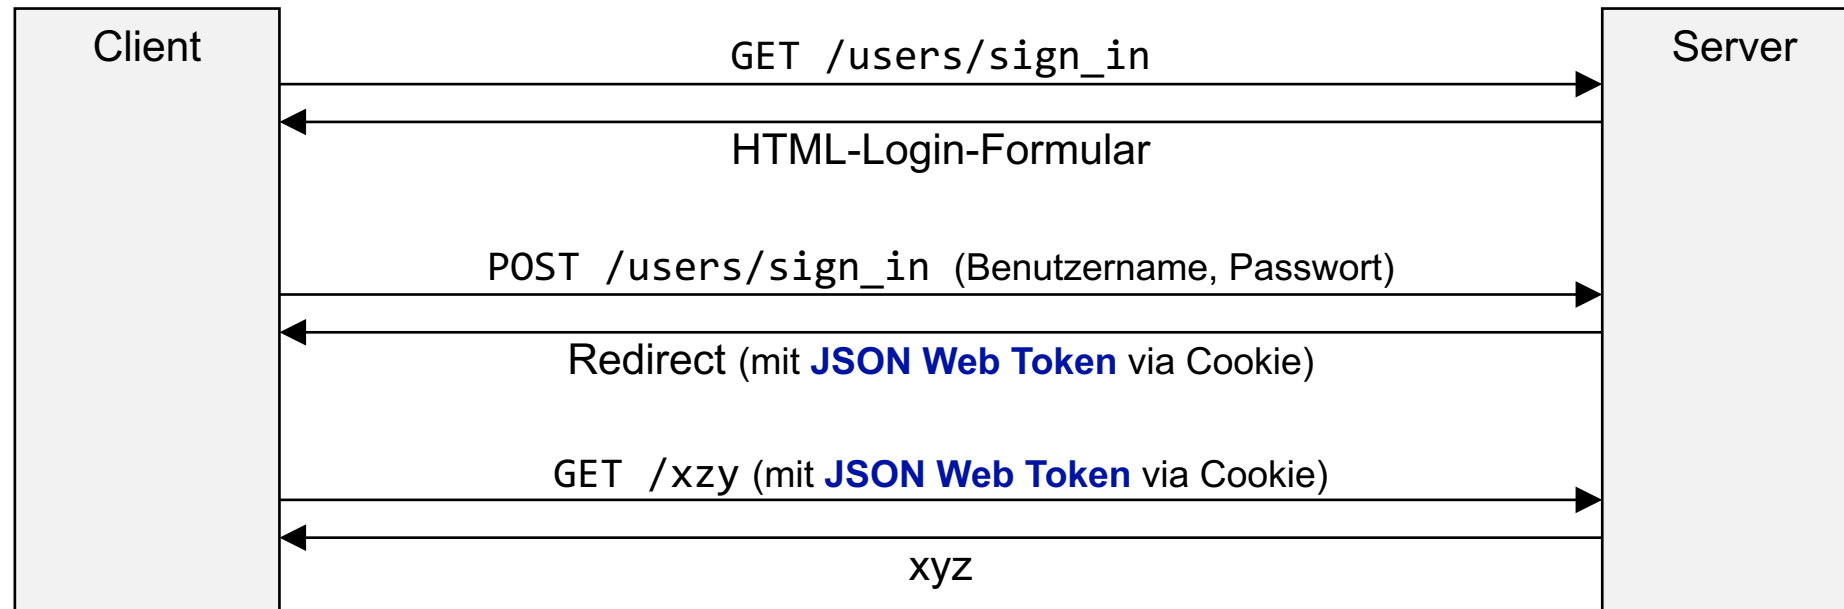 Client
Server
GET /users/sign_in
HTML-Login-Formular
POST /users/sign_in (Benutzername, Passwort)
Redirect (mit JSON Web Token via Cookie)
GET /xzy (mit JSON Web Token via Cookie)
xyz